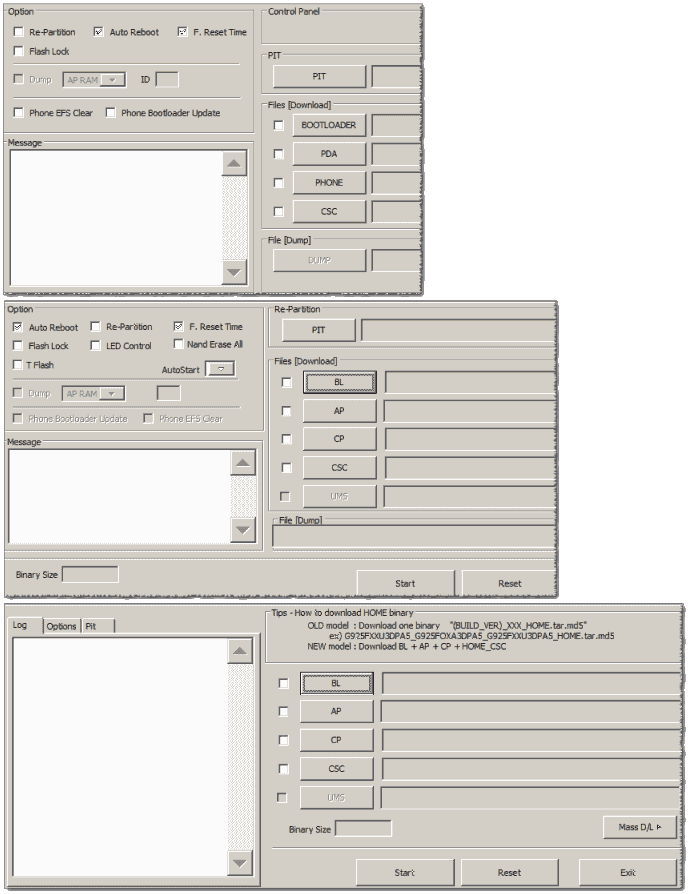 Option
Re-Partition Auto Reboot F. Reset Time
Flash Lock
Dump AP RAM ID
Phone EFS Clear Phone Bootloader Update
Message
Control Panel
PIT
PIT
Files [Download]
BOOTLOADER
PDA
PHONE
CSC
File [Dump]
DUMP
Option
Auto Reboot Re-Partition F. Reset Time
Flash Lock LED Control Nand Erase All
T Flash AutoStart
Dump AP RAM
Phone Bootloader Update Phone EFS Clear
Message
Binary Size
Re-Partition
PIT
Files [Download]
BL
AP
CP
CSC
UMS
File [Dump]
Start Reset
Log Options Pit
Tips - How to download HOME binary
OLD model : Download one binary "(BUILD_VER)_XXX_HOME.tar.md5"
ex) G925FXXU3DPA5_G925FOXA3DPA5_G925FXXU3DPA5_HOME.tar.md5
NEW model : Download BL + AP + CP + HOME_CSC
BL
AP
CP
CSC
UMS
Binary Size
Mass D/L
Start Reset Exit